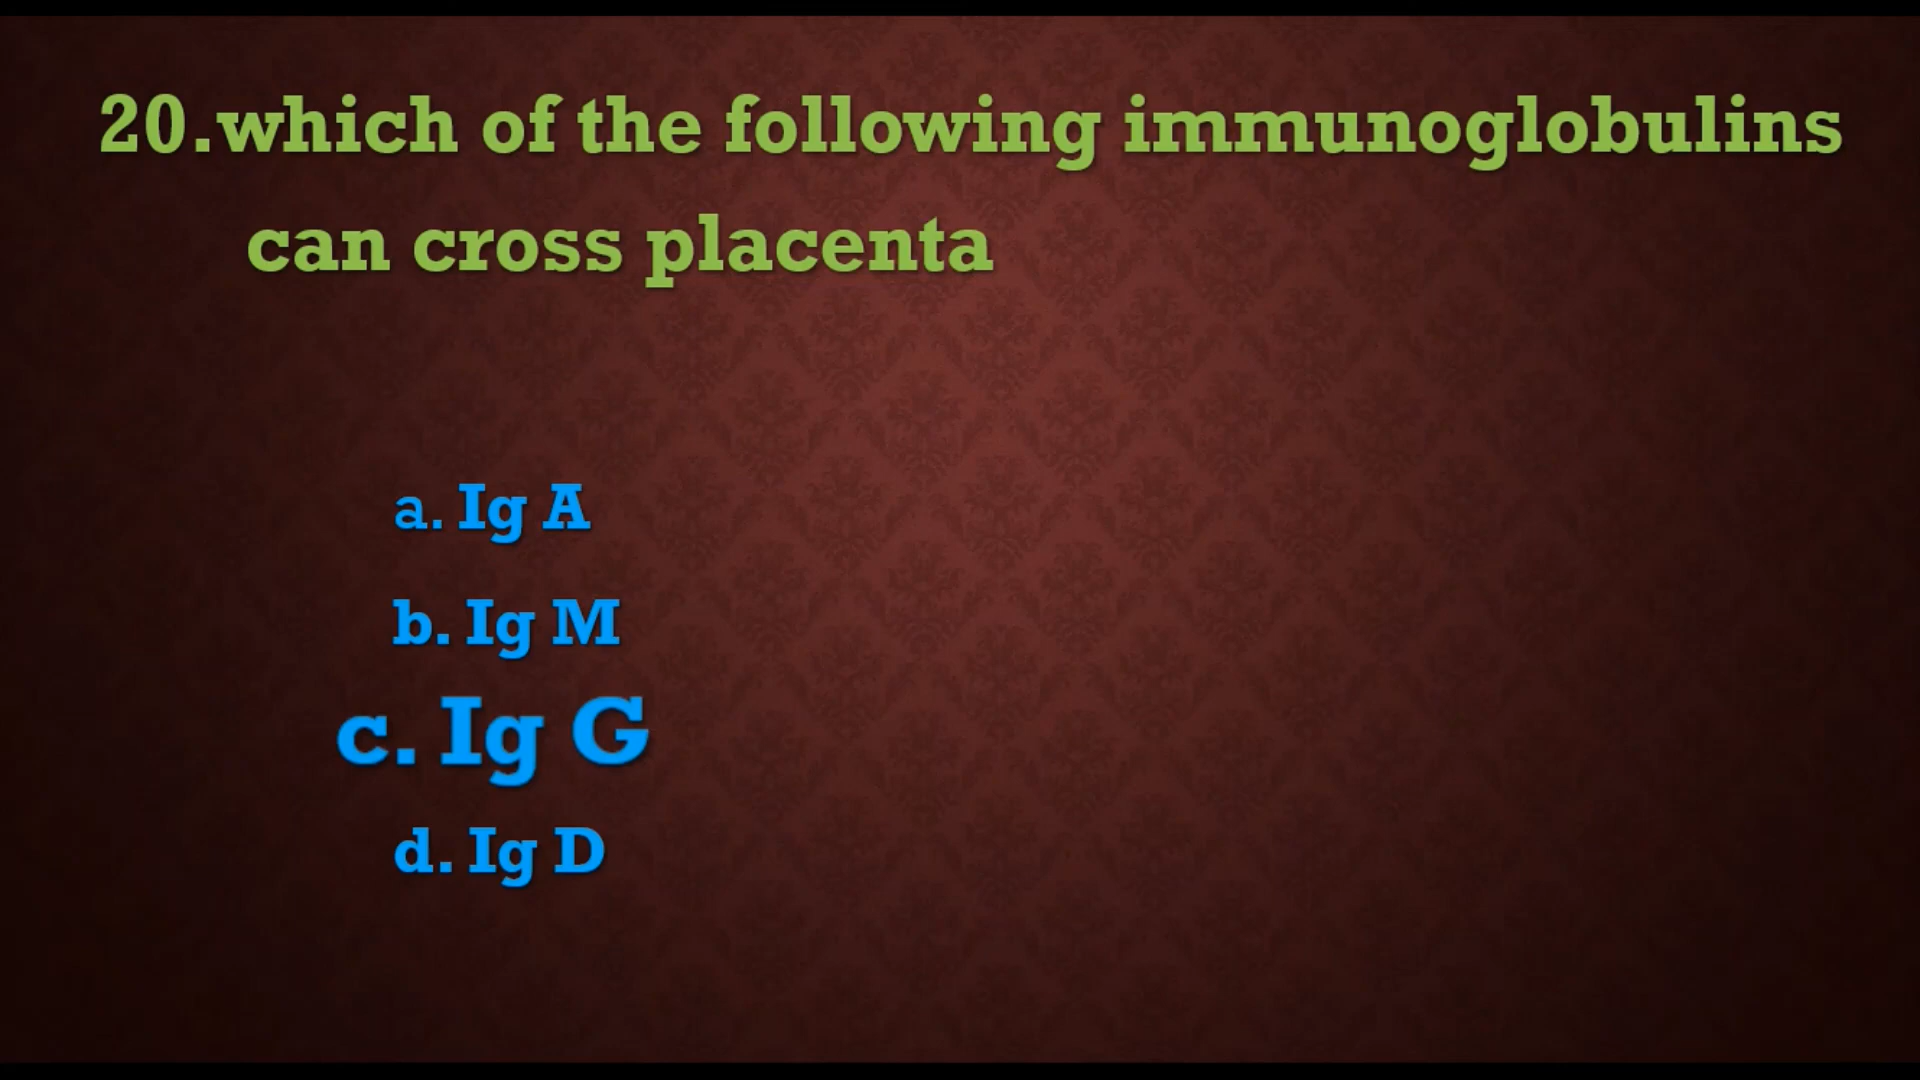 20.which of the following immunoglobulins
can cross placenta
a. Ig A
b. Ig M
c. Ig G
d. Ig D